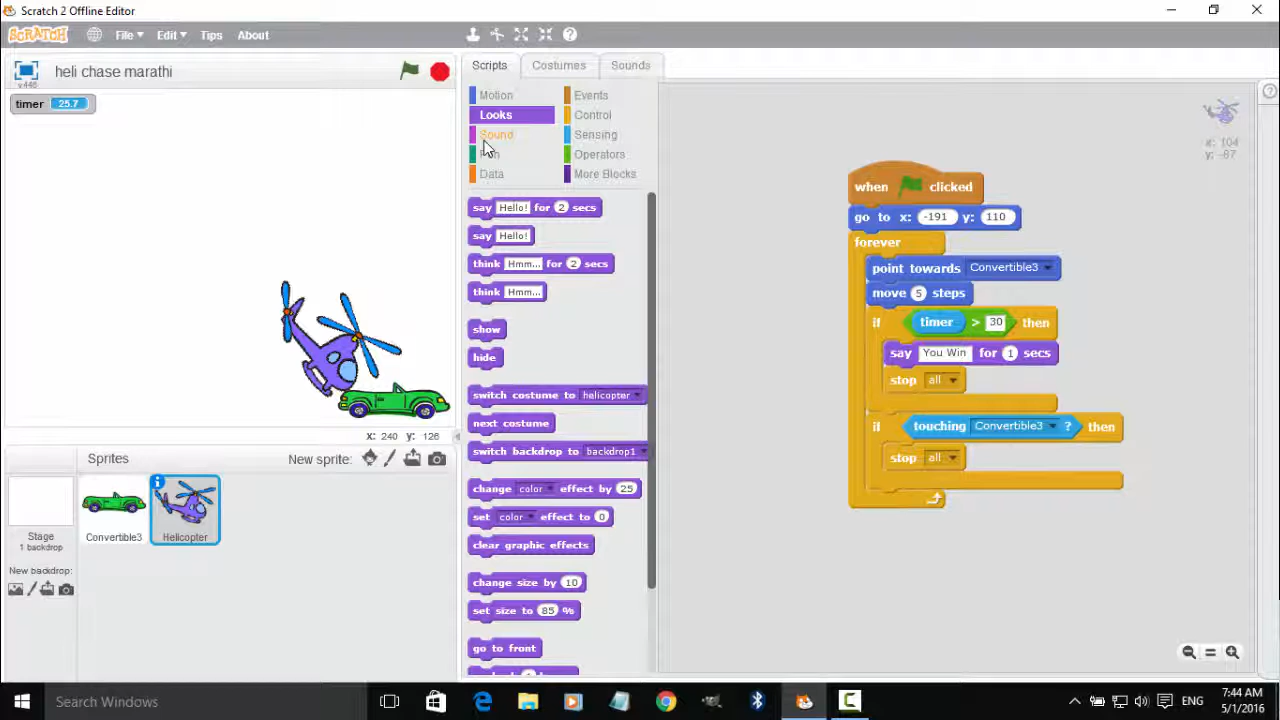 Scratch 2 Offline Editor
SCRATCH File Edit Tips About
v446 heli chase marathi
timer 25.7
x: 240 y: 126
Sprites New sprite:
Stage
1 backdrop
New backdrop:
Convertible3
Helicopter
Scripts Costumes Sounds
Motion Events
Looks Control
Sound Sensing
Operators
Data More Blocks
say Hello! for 2 secs
say Hello!
think Hmm... for 2 secs
think Hmm...
show
hide
switch costume to helicopter
next costume
switch backdrop to backdrop1
change color effect by 25
set color effect to 0
clear graphic effects
change size by 10
set size to 85 %
go to front
x: 104
y: -87
when clicked
go to x: -191 y: 110
forever
point towards Convertible3
move 5 steps
if timer > 30 then
say You Win for 1 secs
stop all
if touching Convertible3 ? then
stop all
Search Windows
ENG
7:44 AM
5/1/2016